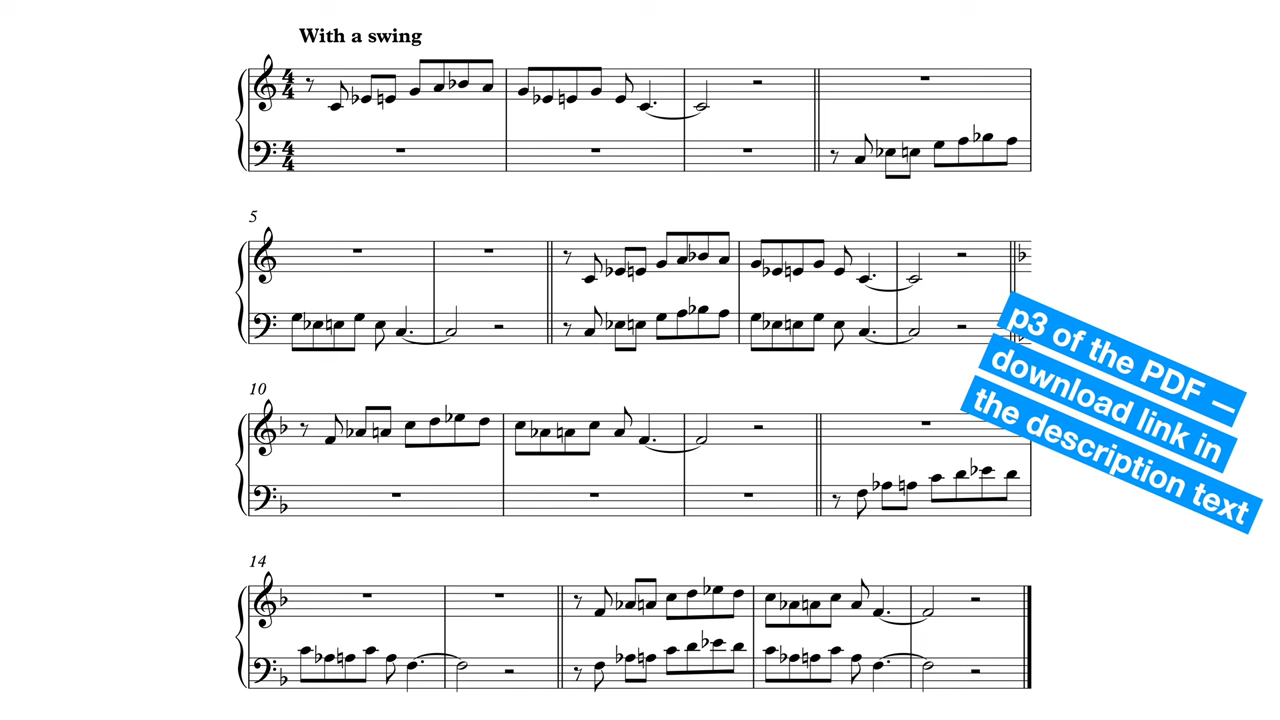 With a swing
5
p3 of the PDF –
download link in
the description text
10
14